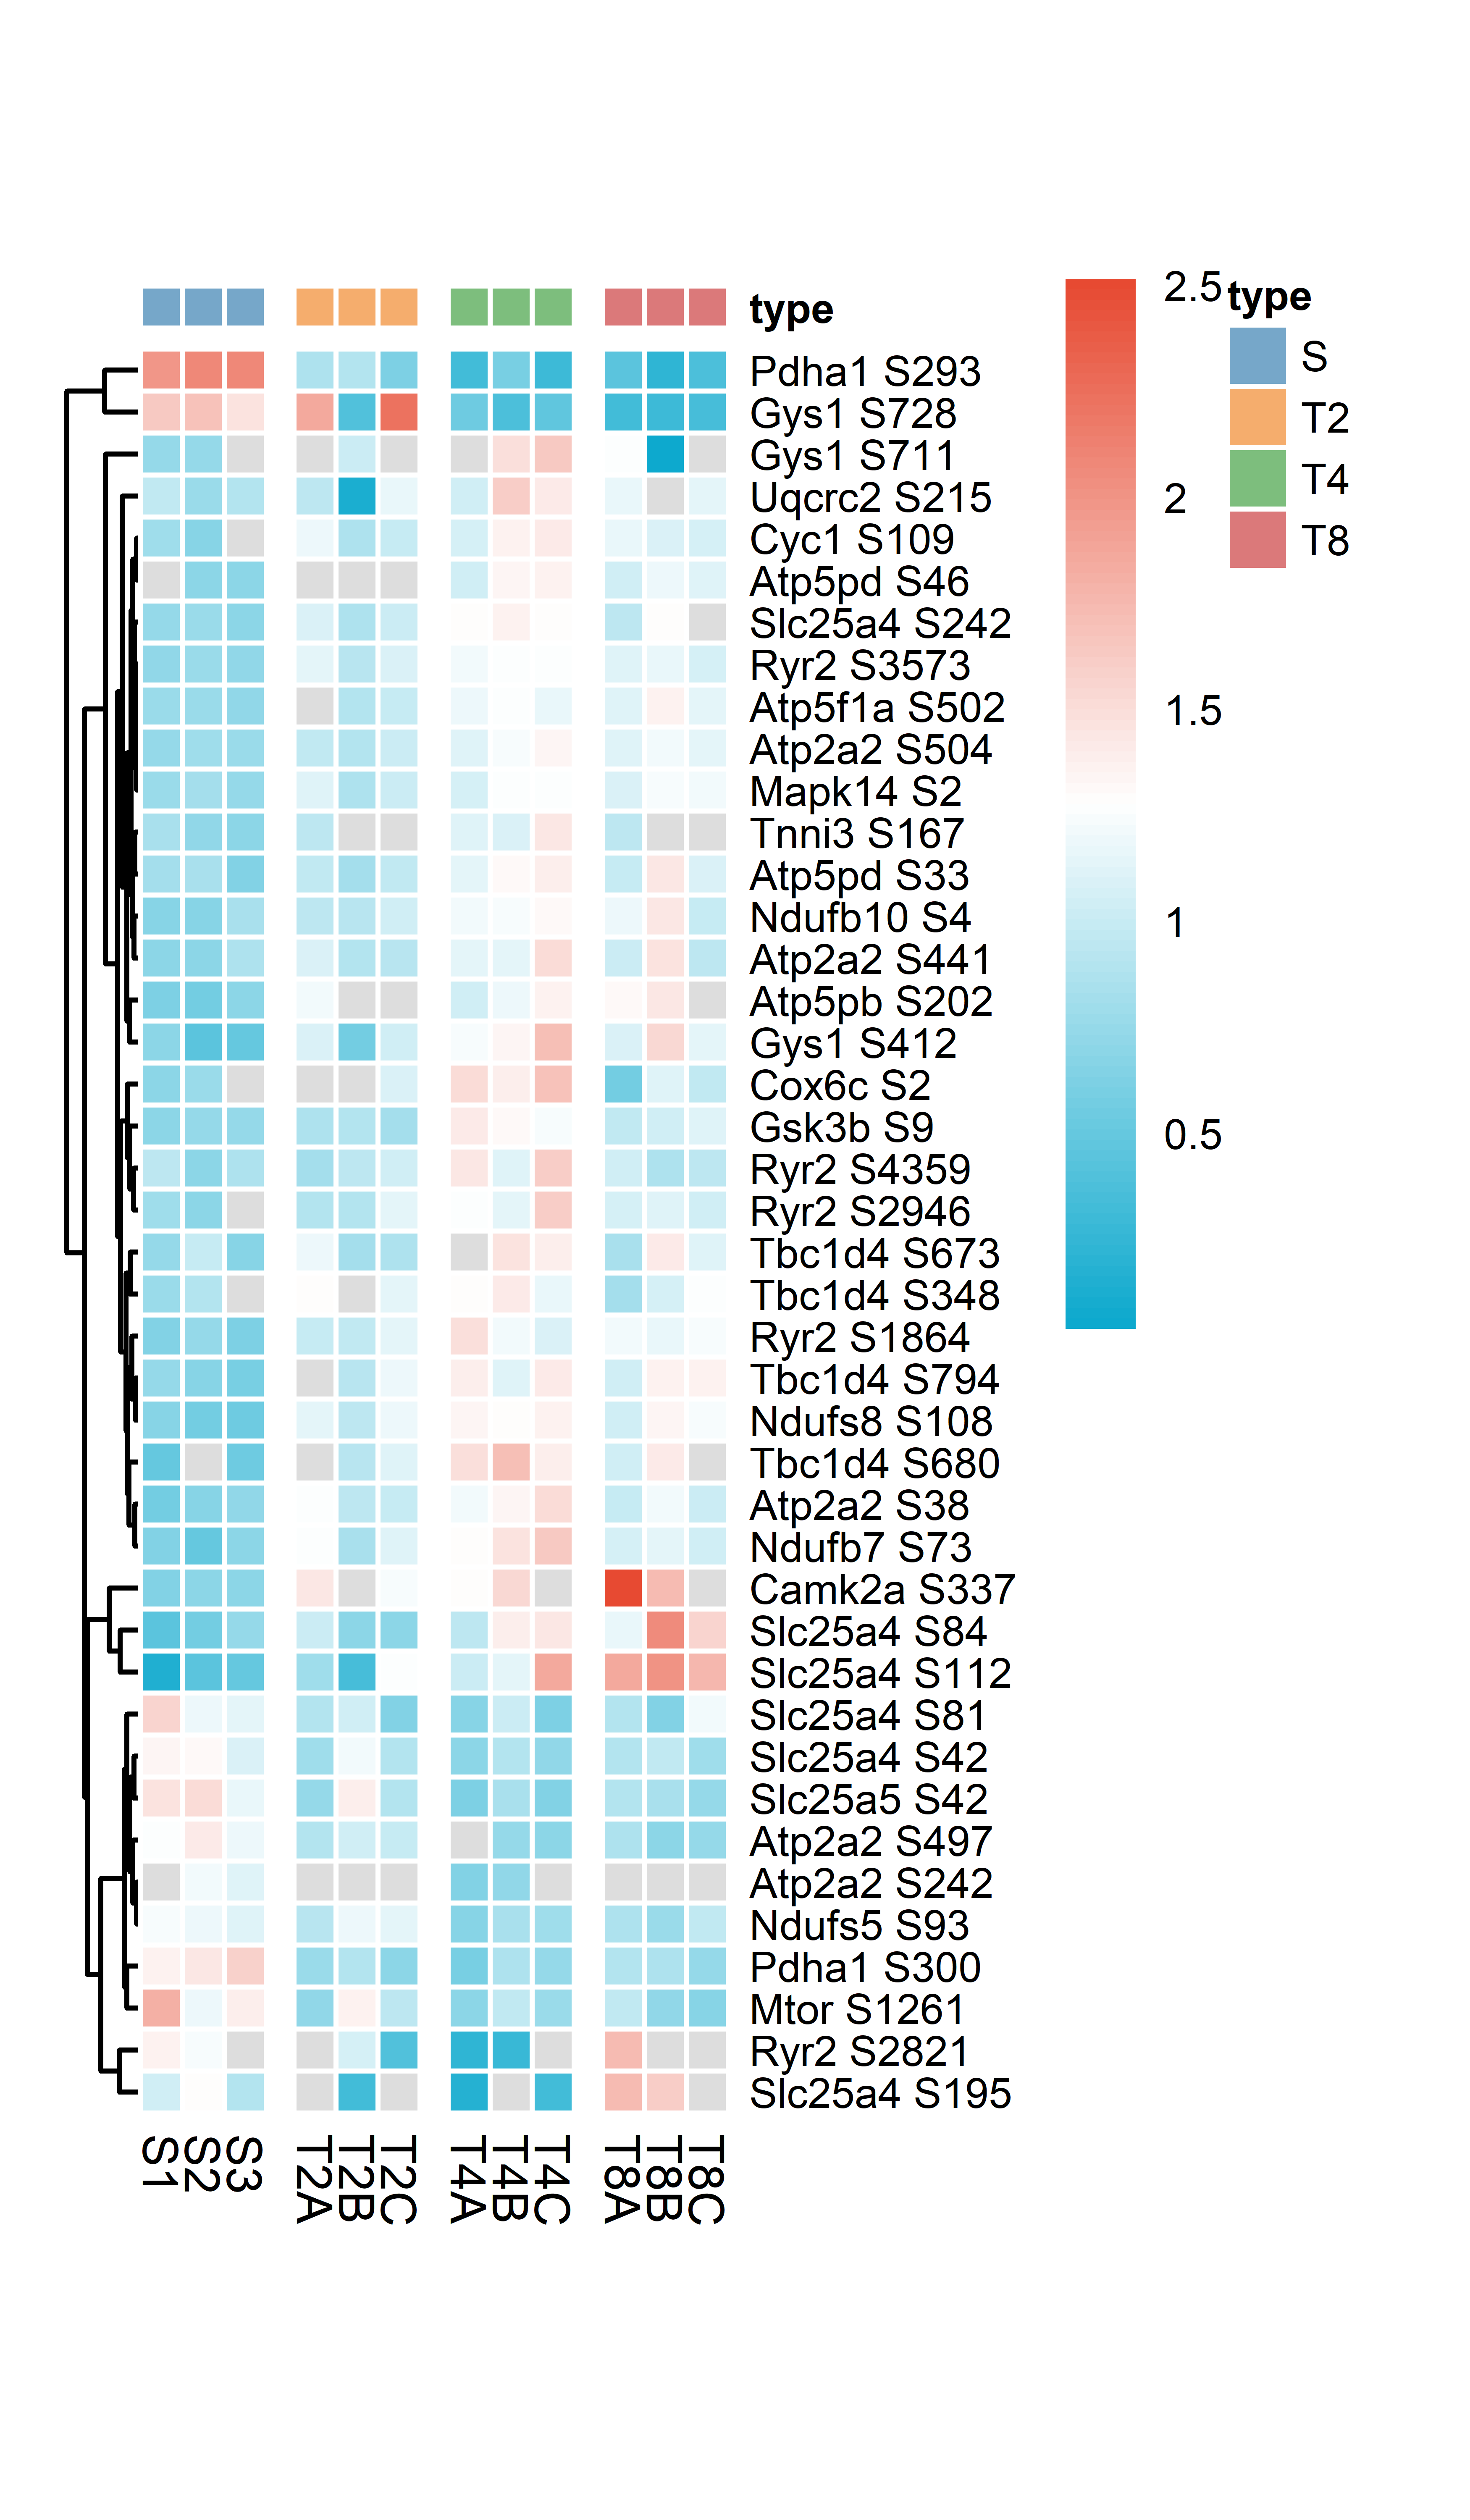 type
Pdha1 S293
Gys1 S728
Gys1 S711
Uqcrc2 S215
Cyc1 S109
Atp5pd S46
Slc25a4 S242
Ryr2 S3573
Atp5f1a S502
Atp2a2 S504
Mapk14 S2
Tnni3 S167
Atp5pd S33
Ndufb10 S4
Atp2a2 S441
Atp5pb S202
Gys1 S412
Cox6c S2
Gsk3b S9
Ryr2 S4359
Ryr2 S2946
Tbc1d4 S673
Tbc1d4 S348
Ryr2 S1864
Tbc1d4 S794
Ndufs8 S108
Tbc1d4 S680
Atp2a2 S38
Ndufb7 S73
Camk2a S337
Slc25a4 S84
Slc25a4 S112
Slc25a4 S81
Slc25a4 S42
Slc25a5 S42
Atp2a2 S497
Atp2a2 S242
Ndufs5 S93
Pdha1 S300
Mtor S1261
Ryr2 S2821
Slc25a4 S195
S1
S2
S3
T2A
T2B
T2C
T4A
T4B
T4C
T8A
T8B
T8C
2.5
2
1.5
1
0.5
type
S
T2
T4
T8